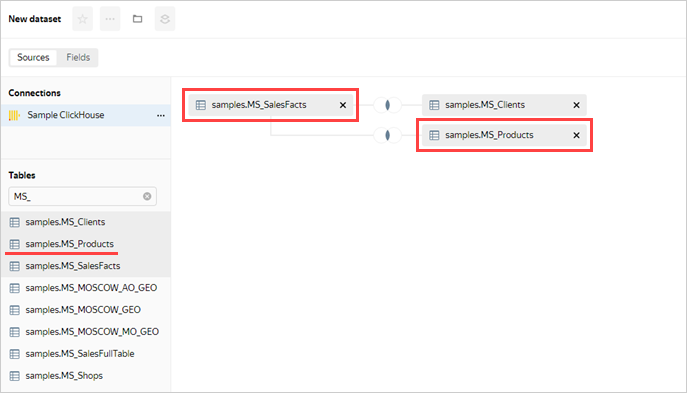 New dataset
Sources Fields
Connections
Sample ClickHouse
samples.MS_SalesFacts
samples.MS_Clients
samples.MS_Products
Tables
MS_
samples.MS_Clients
samples.MS_Products
samples.MS_SalesFacts
samples.MS_MOSCOW_AO_GEO
samples.MS_MOSCOW_GEO
samples.MS_MOSCOW_MO_GEO
samples.MS_SalesFullTable
samples.MS_Shops